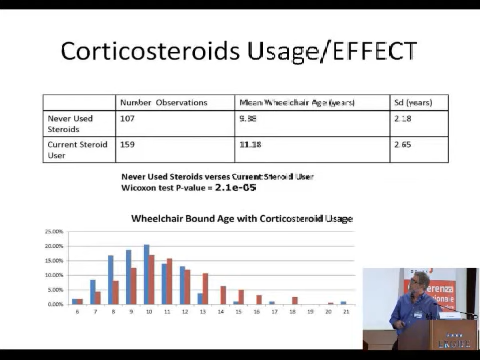 Corticosteroids Usage/EFFECT
Number Observations Mean Wheelchair Age (years) Sd (years)
Never Used Steroids 107 9.38 2.18
Current Steroid User 159 11.18 2.65
Never Used Steroids verses Current Steroid User
Wicoxon test P-value = 2.1e-05
Wheelchair Bound Age with Corticosteroid Usage
25.00%
20.00%
15.00%
10.00%
5.00%
0.00%
6 7 8 9 10 11 12 13 14 15 16 17 18 19 20 21